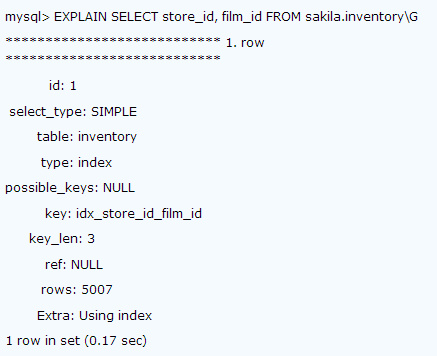 mysql> EXPLAIN SELECT store_id, film_id FROM sakila.inventory\G
*************************** 1. row
***************************
id: 1
select_type: SIMPLE
table: inventory
type: index
possible_keys: NULL
key: idx_store_id_film_id
key_len: 3
ref: NULL
rows: 5007
Extra: Using index
1 row in set (0.17 sec)